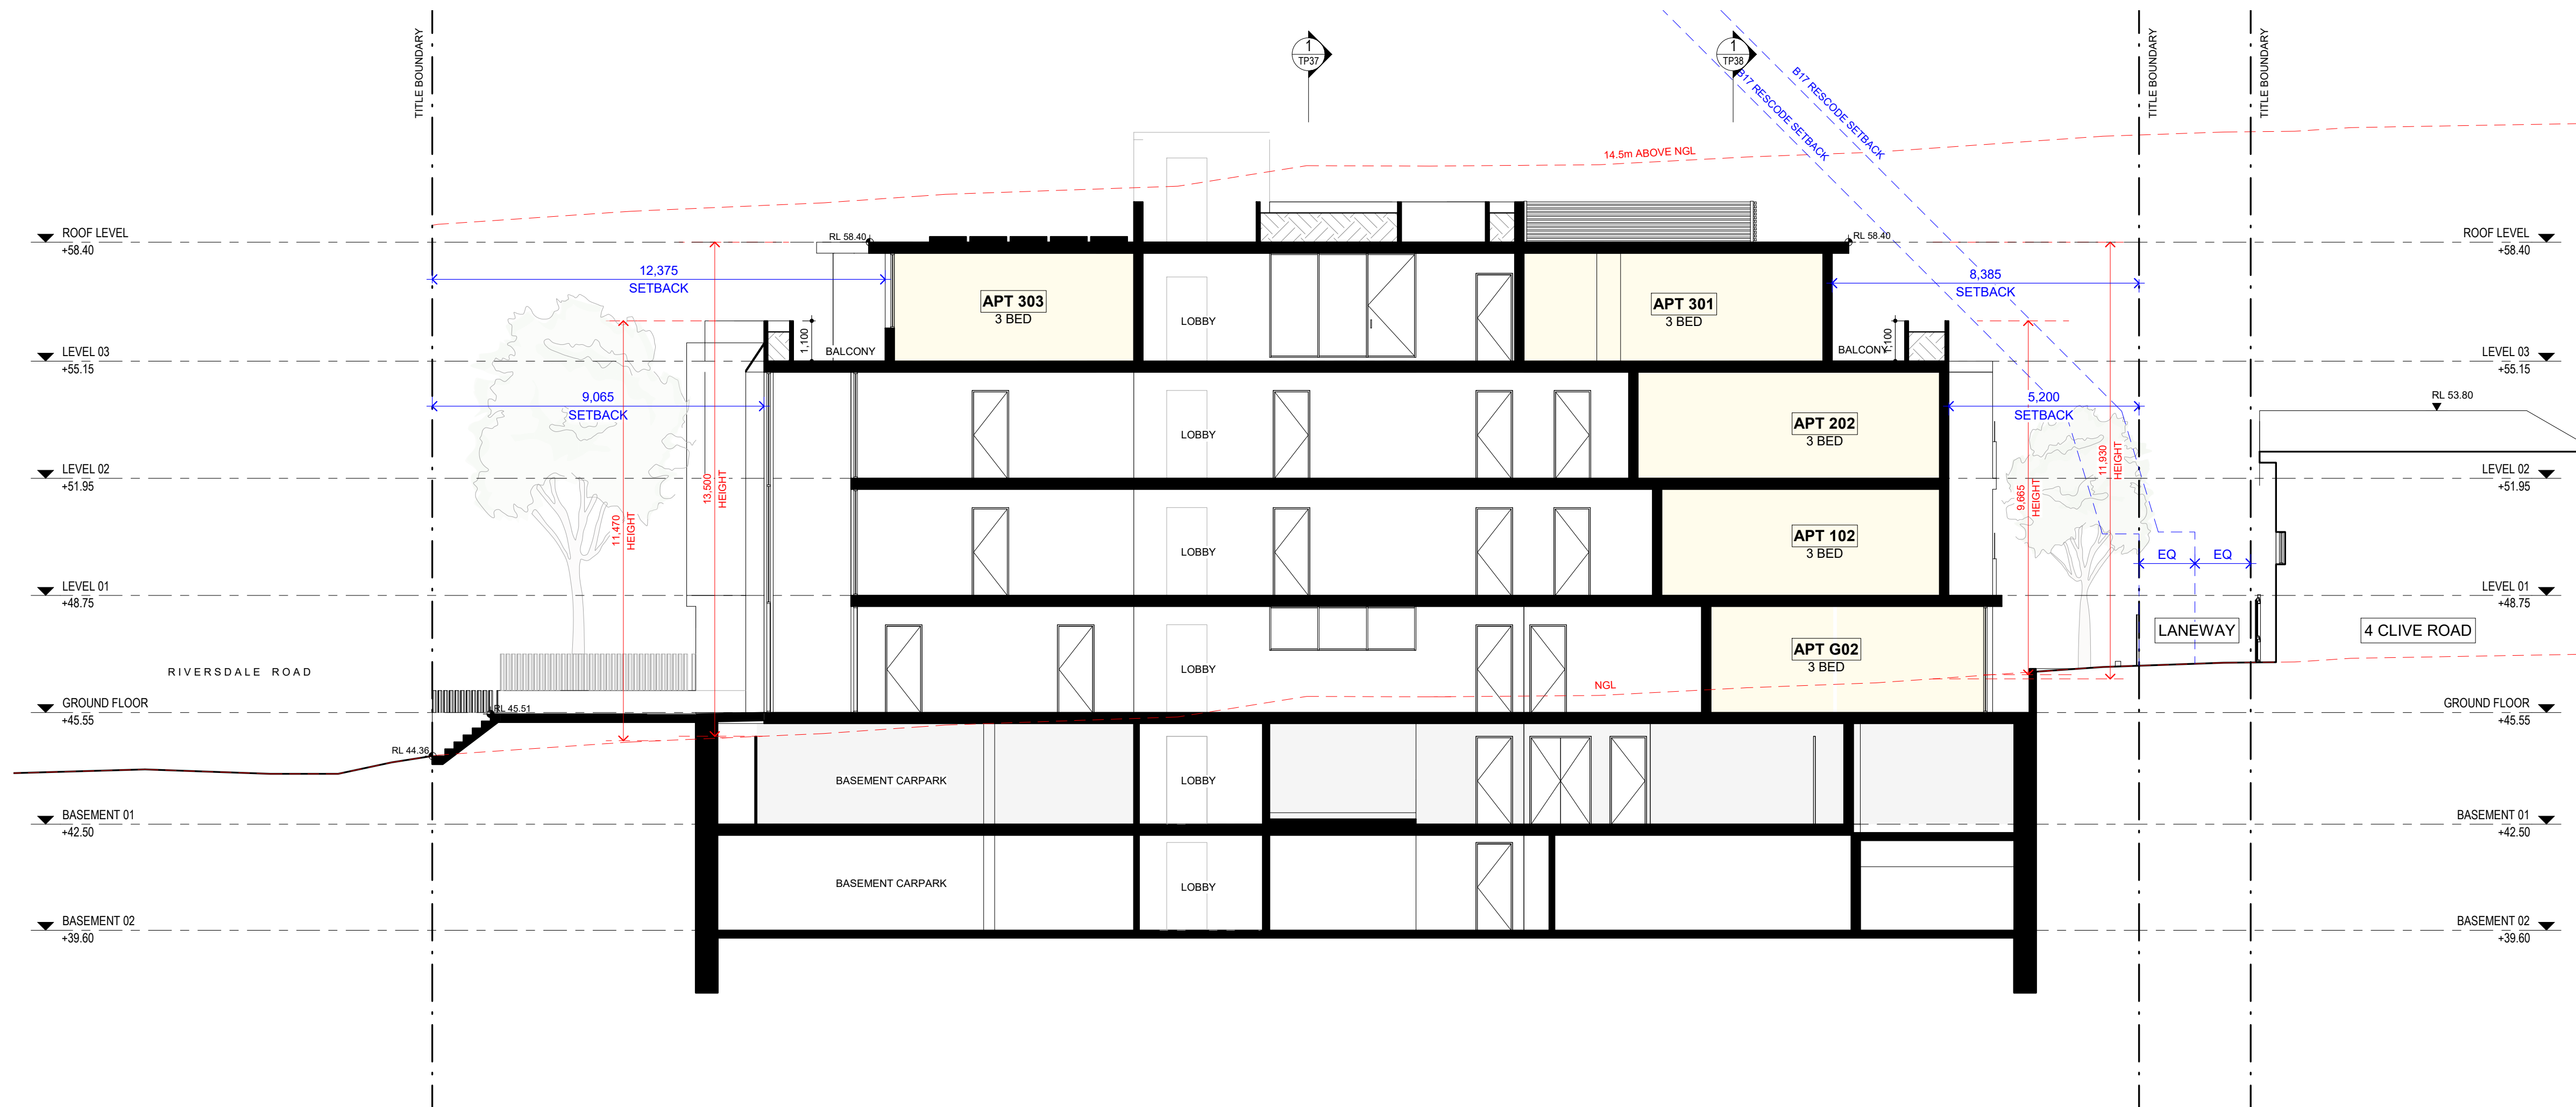 TITLE BOUNDARY
1
TP37
1
TP38
B17 RESCODE SETBACK
B17 RESCODE SETBACK
TITLE BOUNDARY
TITLE BOUNDARY
14.5m ABOVE NGL
ROOF LEVEL
+58.40
RL 58.40
RL 58.40
ROOF LEVEL
+58.40
12,375
SETBACK
8,385
SETBACK
APT 303
3 BED
LOBBY
APT 301
3 BED
1,100
BALCONY
BALCONY
1,100
LEVEL 03
+55.15
LEVEL 03
+55.15
9,065
SETBACK
5,200
SETBACK
RL 53.80
APT 202
3 BED
LOBBY
11,930
HEIGHT
LEVEL 02
+51.95
13,500
HEIGHT
9,665
HEIGHT
LEVEL 02
+51.95
11,470
HEIGHT
LOBBY
APT 102
3 BED
EQ
EQ
LEVEL 01
+48.75
LEVEL 01
+48.75
LANEWAY
4 CLIVE ROAD
RIVERSDALE ROAD
LOBBY
APT G02
3 BED
NGL
GROUND FLOOR
+45.55
RL 45.51
GROUND FLOOR
+45.55
RL 44.36
BASEMENT CARPARK
LOBBY
BASEMENT 01
+42.50
BASEMENT 01
+42.50
BASEMENT CARPARK
LOBBY
BASEMENT 02
+39.60
BASEMENT 02
+39.60